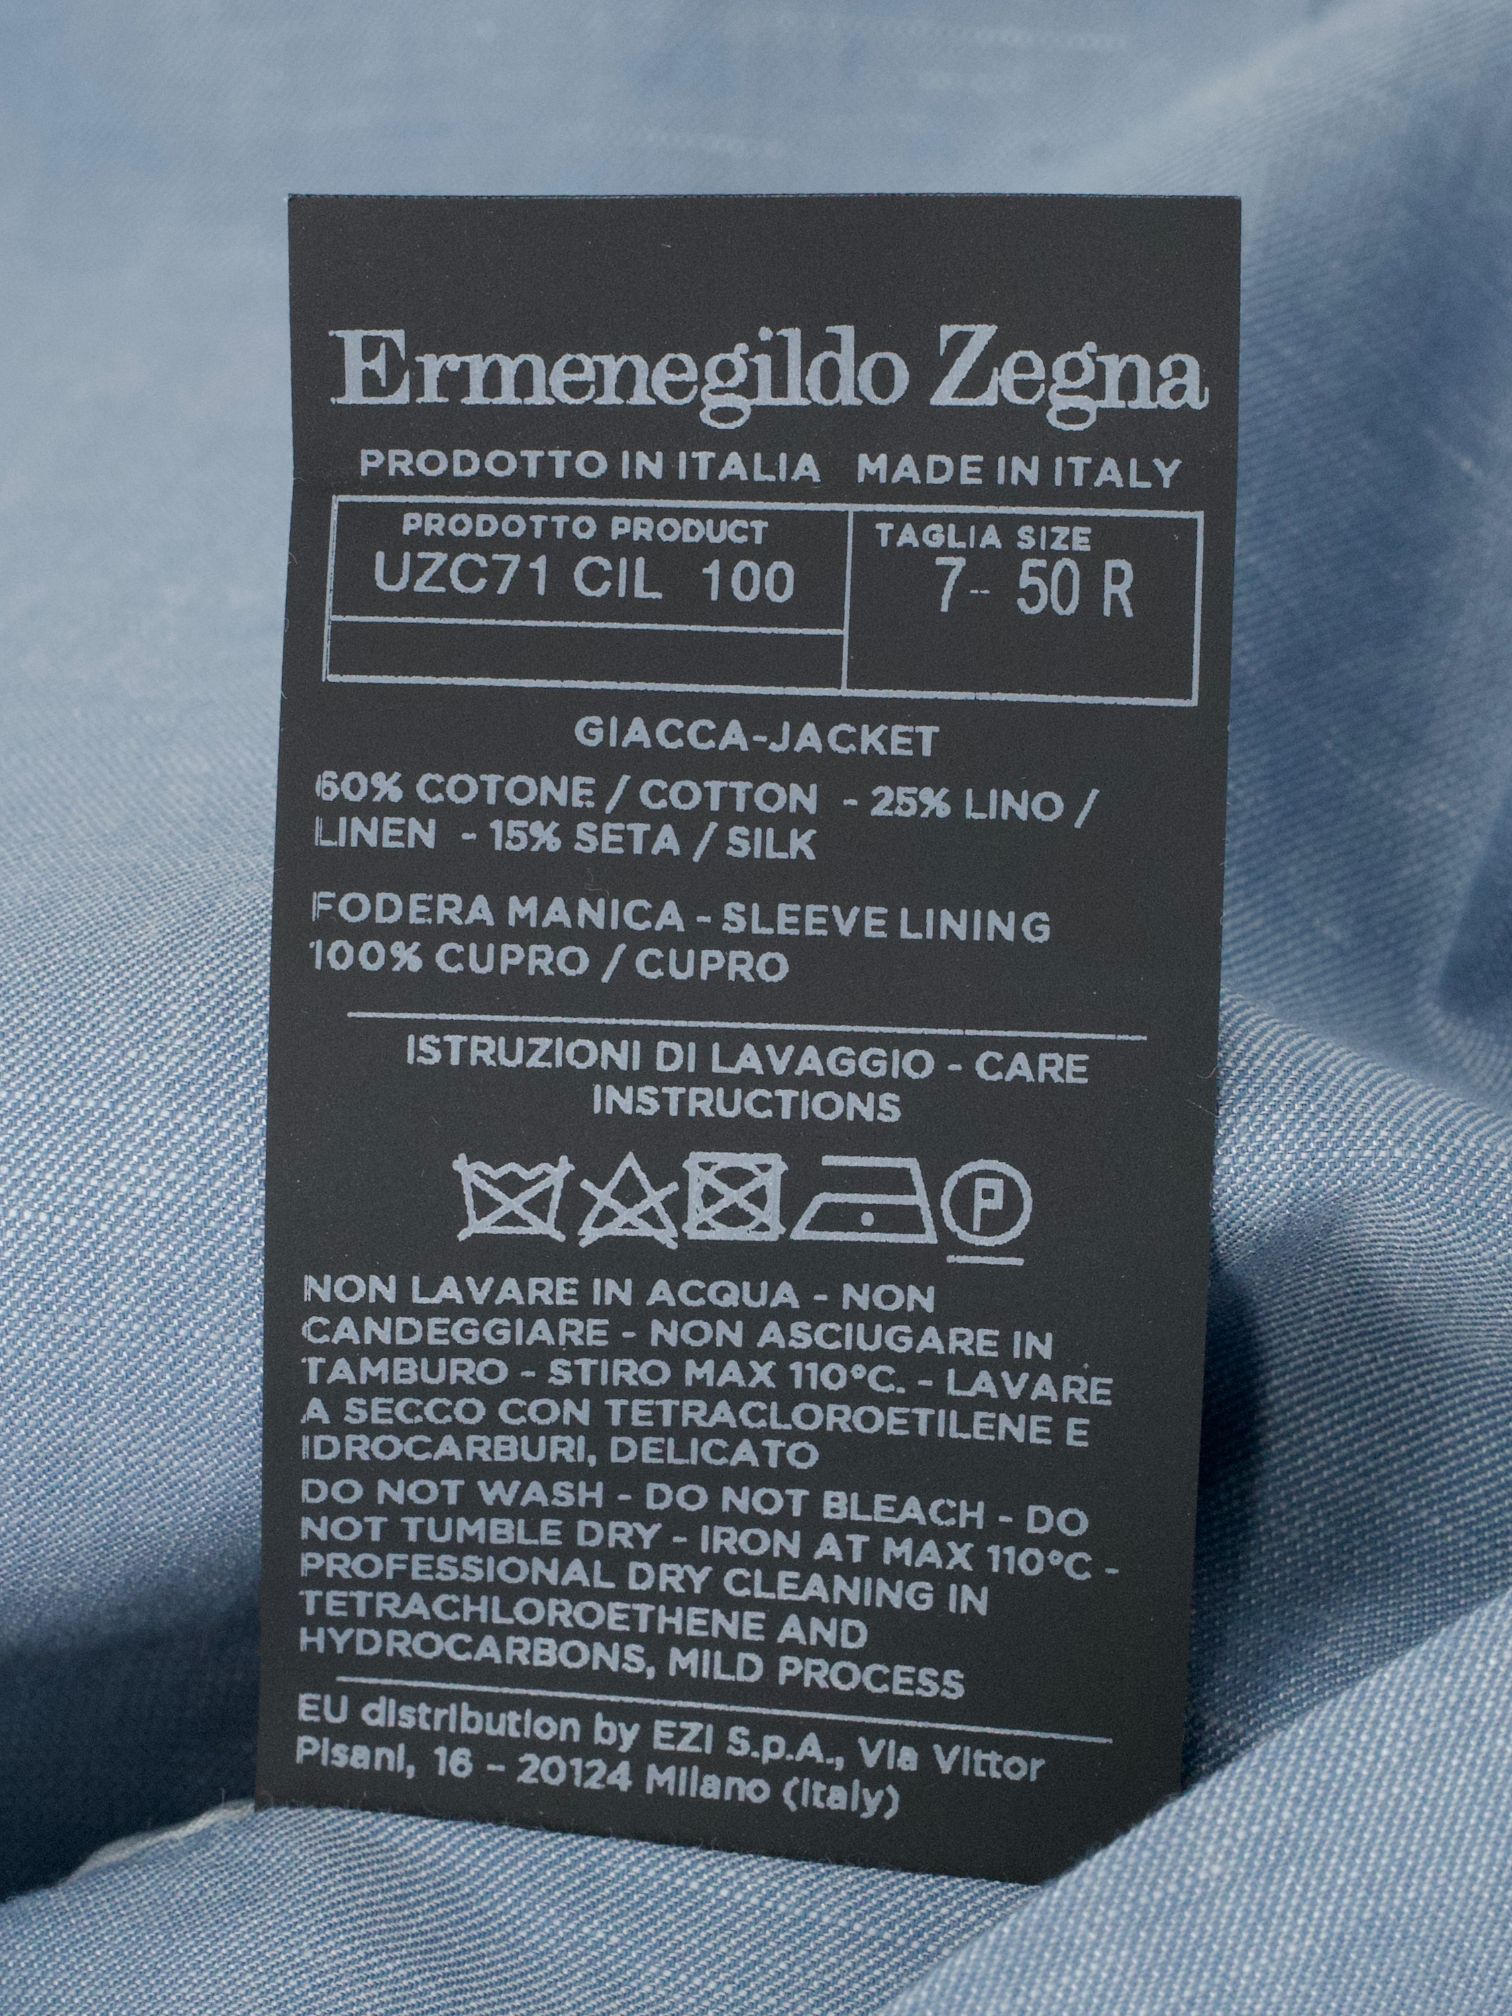 Ermenegildo Zegna
PRODOTTO IN ITALIA MADE IN ITALY
PRODOTTO PRODUCT
UZC71 CIL 100
TAGLIA SIZE
7-- 50 R
GIACCA-JACKET
60% COTONE / COTTON - 25% LINO /
LINEN - 15% SETA / SILK
FODERA MANICA - SLEEVE LINING
100% CUPRO / CUPRO
ISTRUZIONI DI LAVAGGIO - CARE
INSTRUCTIONS
P
NON LAVARE IN ACQUA - NON
CANDEGGIARE - NON ASCIUGARE IN
TAMBURO - STIRO MAX 110°C. - LAVARE
A SECCO CON TETRACLOROETILENE E
IDROCARBURI, DELICATO
DO NOT WASH - DO NOT BLEACH - DO
NOT TUMBLE DRY - IRON AT MAX 110°C -
PROFESSIONAL DRY CLEANING IN
TETRACHLOROETHENE AND
HYDROCARBONS, MILD PROCESS
EU distribution by EZI S.p.A., Via Vittor
Pisani, 16 - 20124 Milano (Italy)